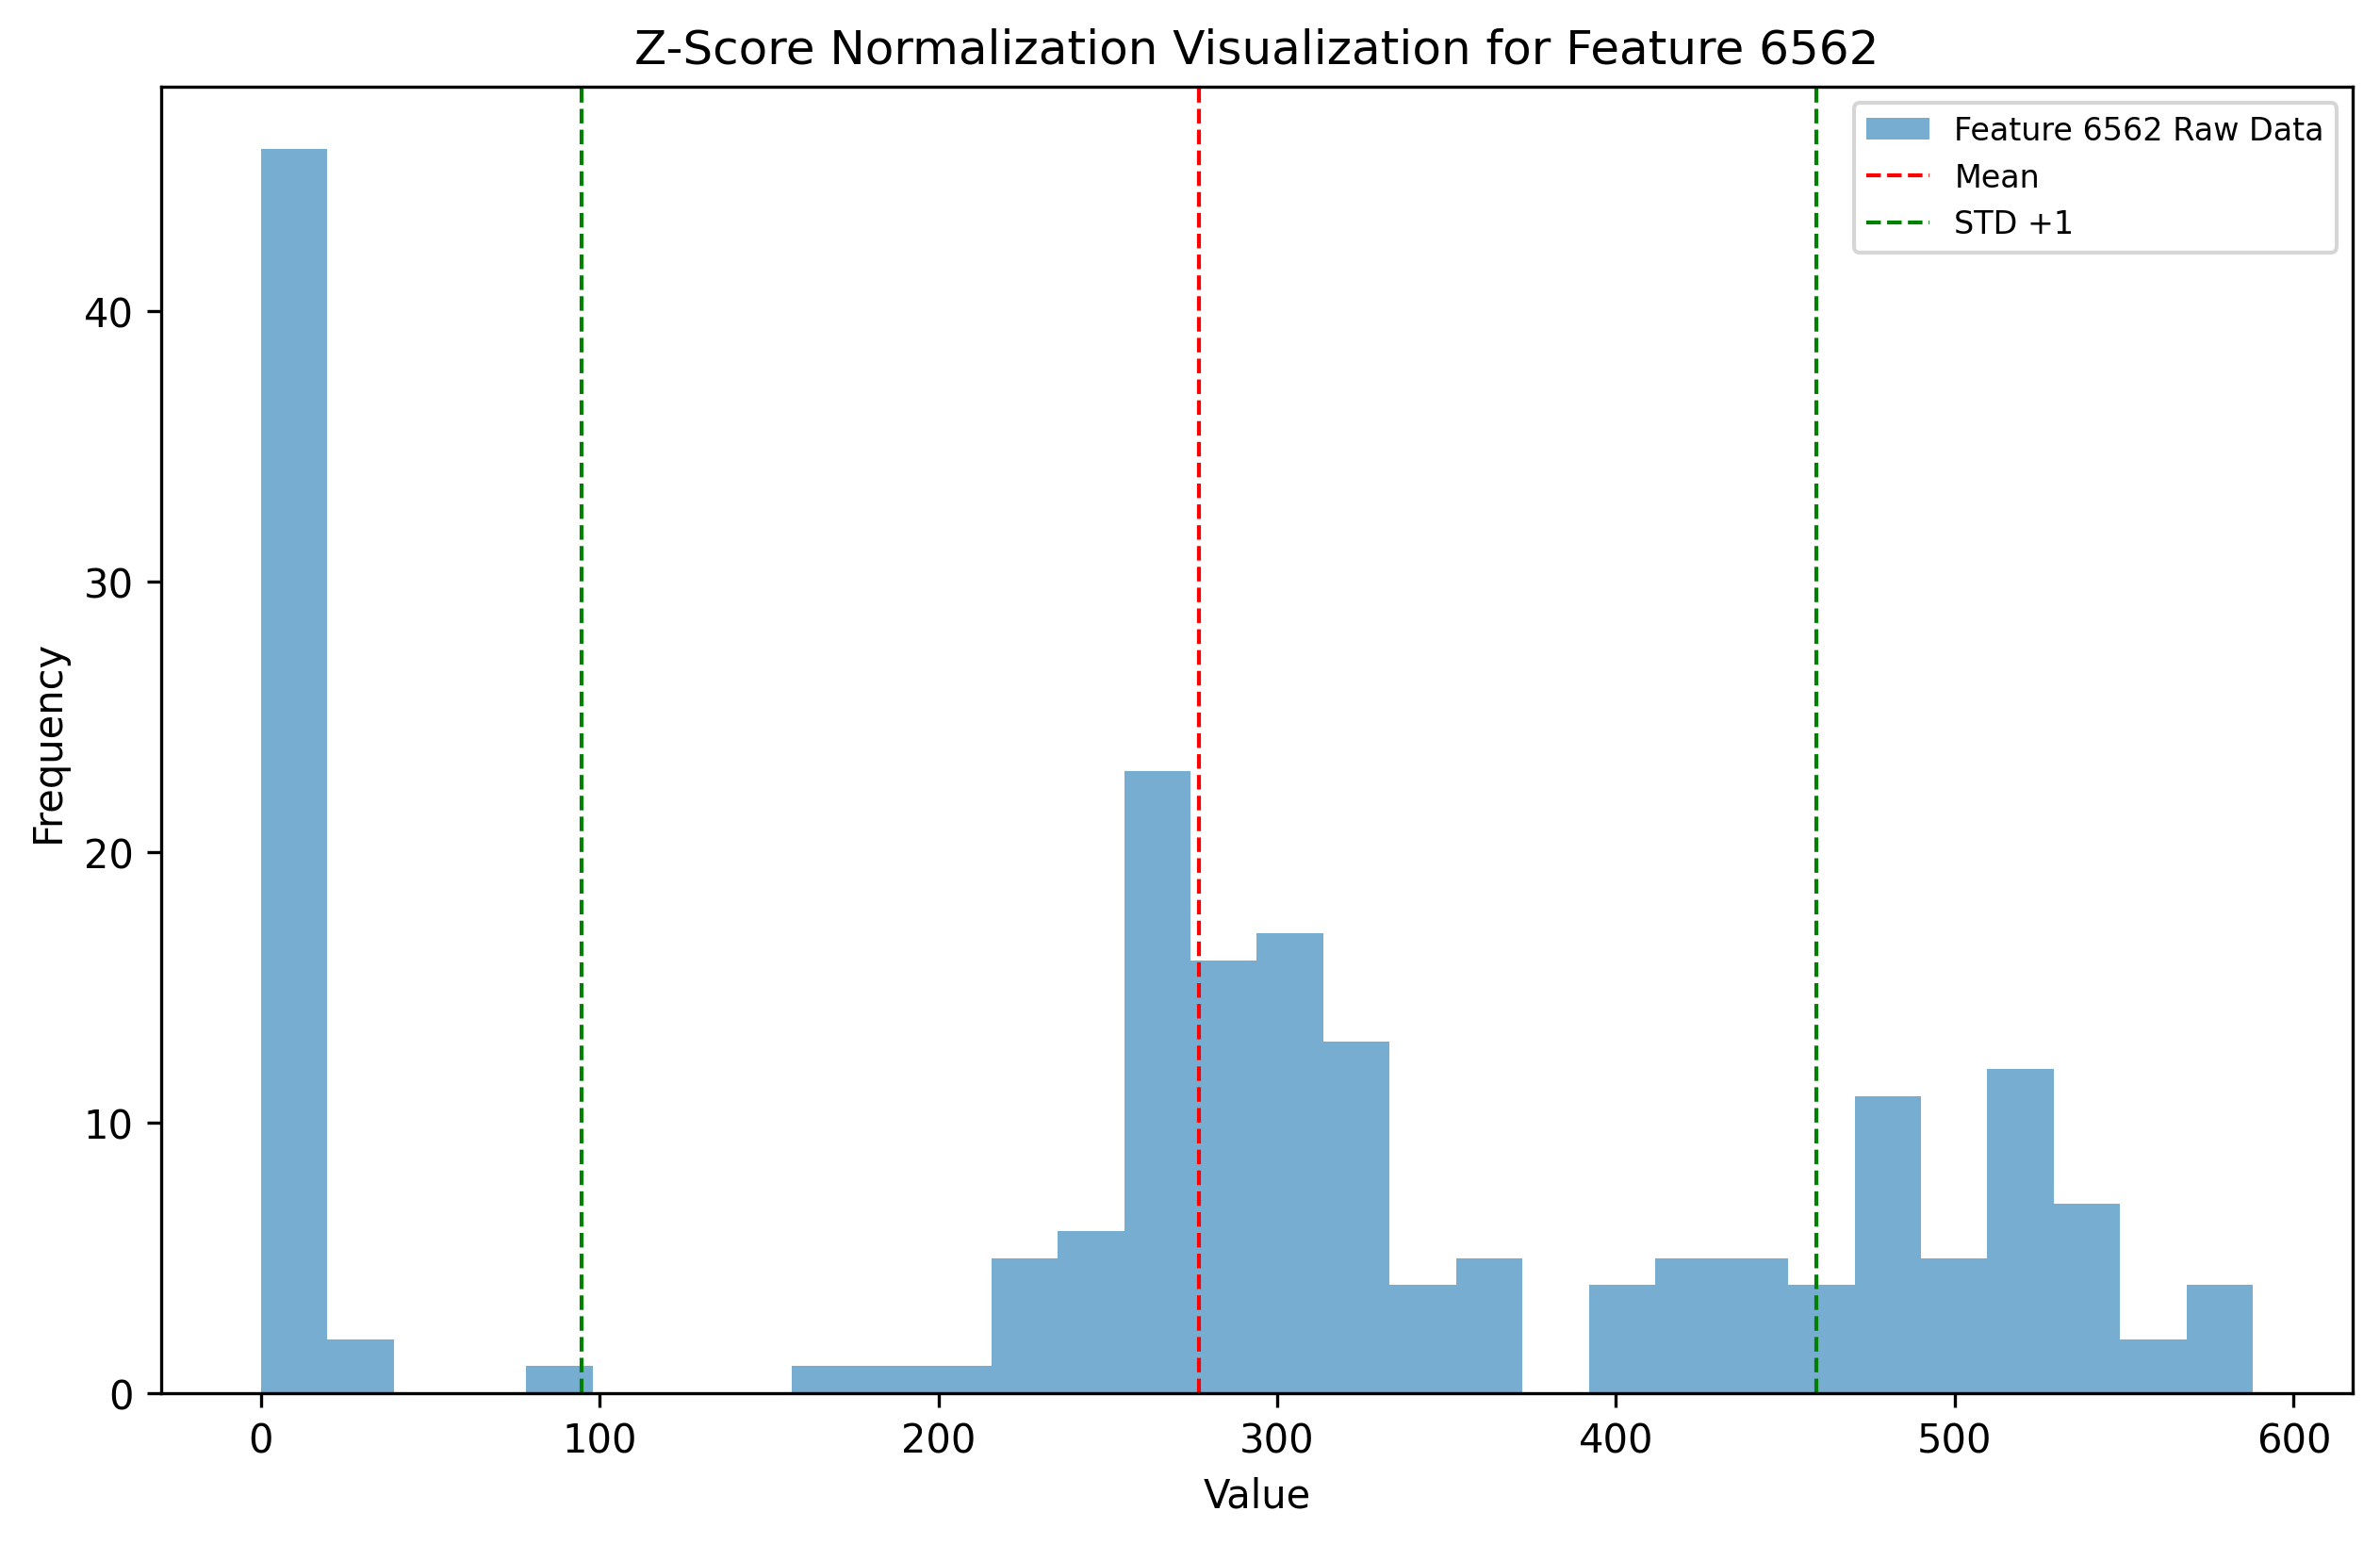 Z-Score Normalization Visualization for Feature 6562
Feature 6562 Raw Data
Mean
STD +1
Frequency
40
30
20
10
0
0 100 200 300 400 500 600
Value